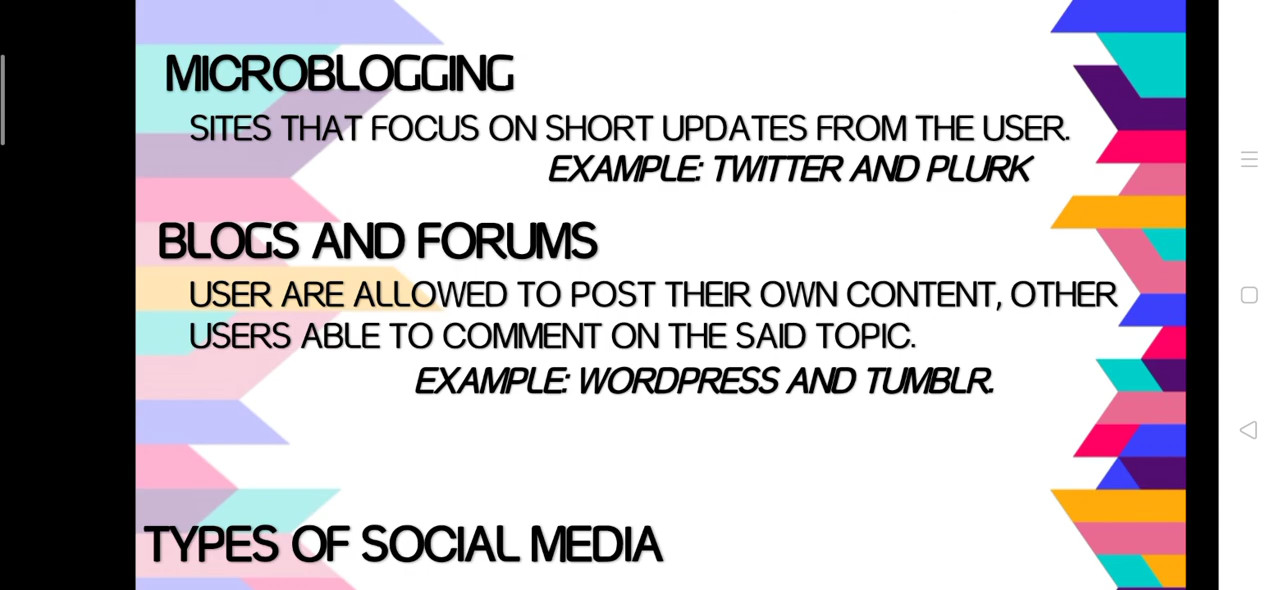 MICROBLOGGING
SITES THAT FOCUS ON SHORT UPDATES FROM THE USER.
EXAMPLE: TWITTER AND PLURK
BLOGS AND FORUMS
USER ARE ALLOWED TO POST THEIR OWN CONTENT, OTHER
USERS ABLE TO COMMENT ON THE SAID TOPIC.
EXAMPLE: WORDPRESS AND TUMBLR.
TYPES OF SOCIAL MEDIA